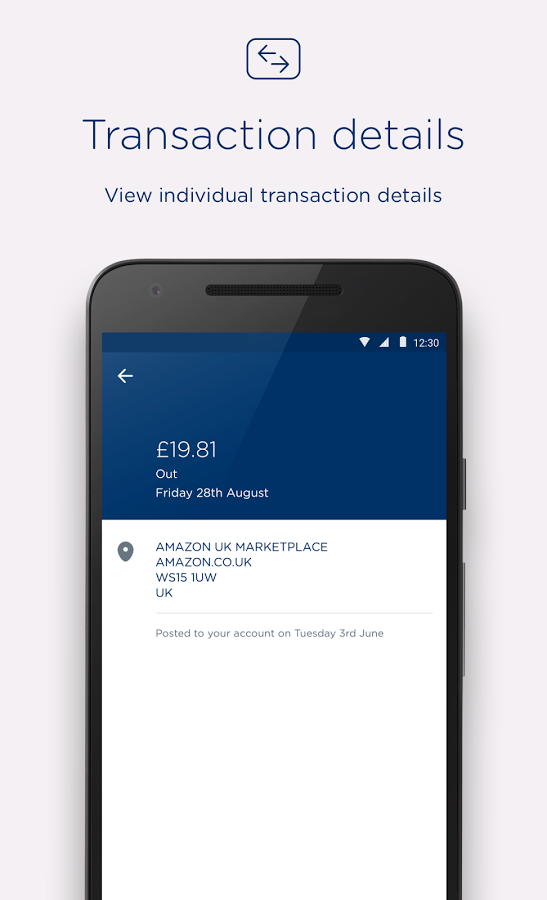 Transaction details
View individual transaction details
12:30
£19.81
Out
Friday 28th August
AMAZON UK MARKETPLACE
AMAZON.CO.UK
WS15 1UW
UK
Posted to your account on Tuesday 3rd June